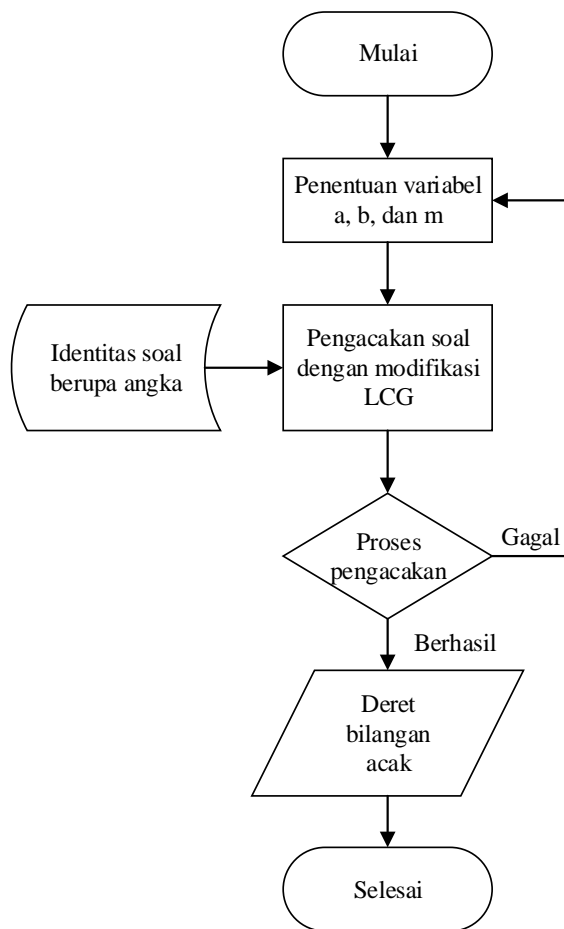 Mulai
Penentuan variabel
a, b, dan m
Identitas soal
berupa angka
Pengacakan soal
dengan modifikasi
LCG
Proses
pengacakan
Gagal
Berhasil
Deret
bilangan
acak
Selesai